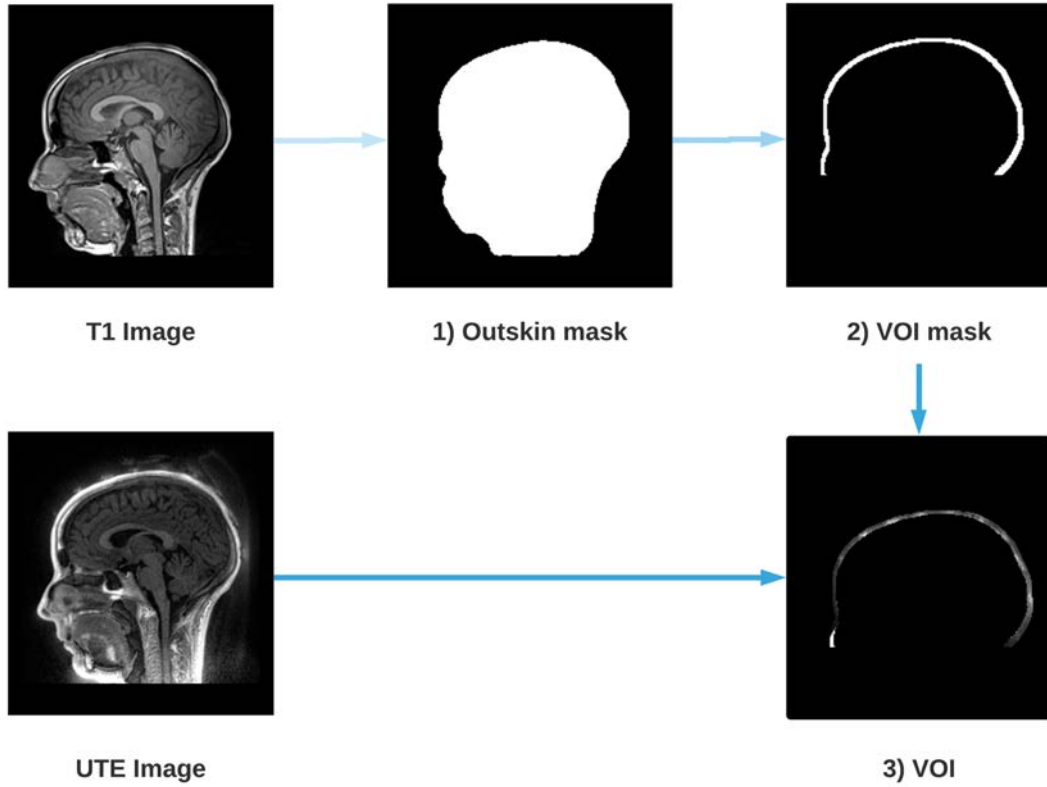 T1 Image
1) Outskin mask
2) VOI mask
UTE Image
3) VOI